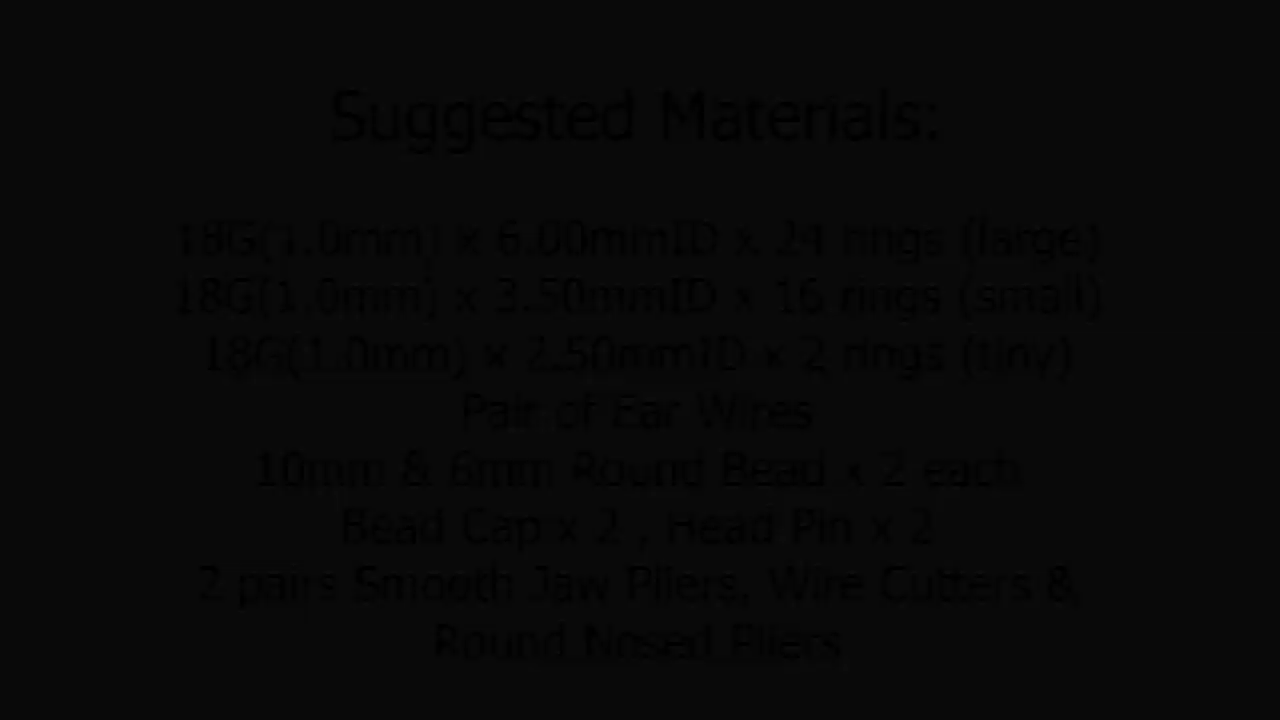 Suggested Materials:
18G(1.0mm) x 6.00mmID x 24 rings (large)
18G(1.0mm) x 3.50mmID x 16 rings (small)
18G(1.0mm) x 2.50mmID x 2 rings (tiny)
Pair of Ear Wires
10mm & 6mm Round Bead x 2 each
Bead Cap x 2 , Head Pin x 2
2 pairs Smooth Jaw Pliers, Wire Cutters &
Round Nosed Pliers